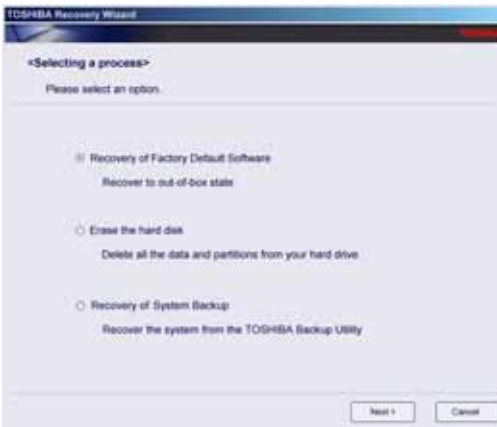 TOSHIBA Recovery Wizard
<Selecting a process>
Please select an option.
Recovery of Factory Default Software
Recover to out-of-box state
Erase the hard disk
Delete all the data and partitions from your hard drive
Recovery of System Backup
Recover the system from the TOSHIBA Backup Utility
Next >
Cancel